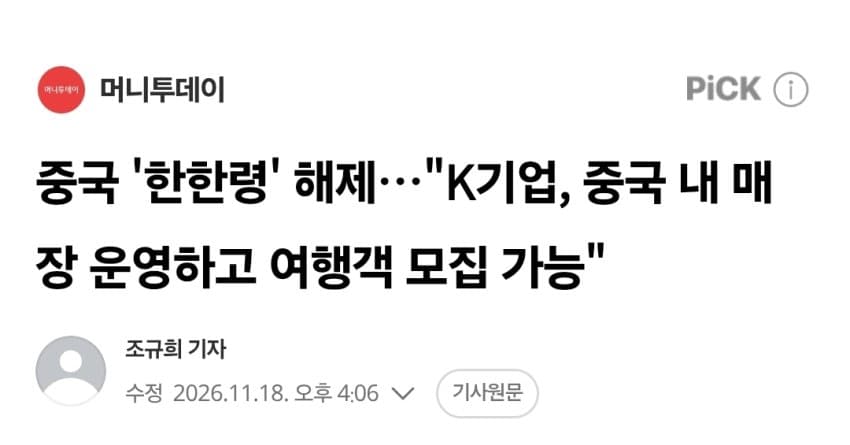 머니투데이
머니투데이
PiCK
중국 '한한령' 해제…"K기업, 중국 내 매
장 운영하고 여행객 모집 가능"
조규희 기자
수정 2026.11.18. 오후 4:06
기사원문